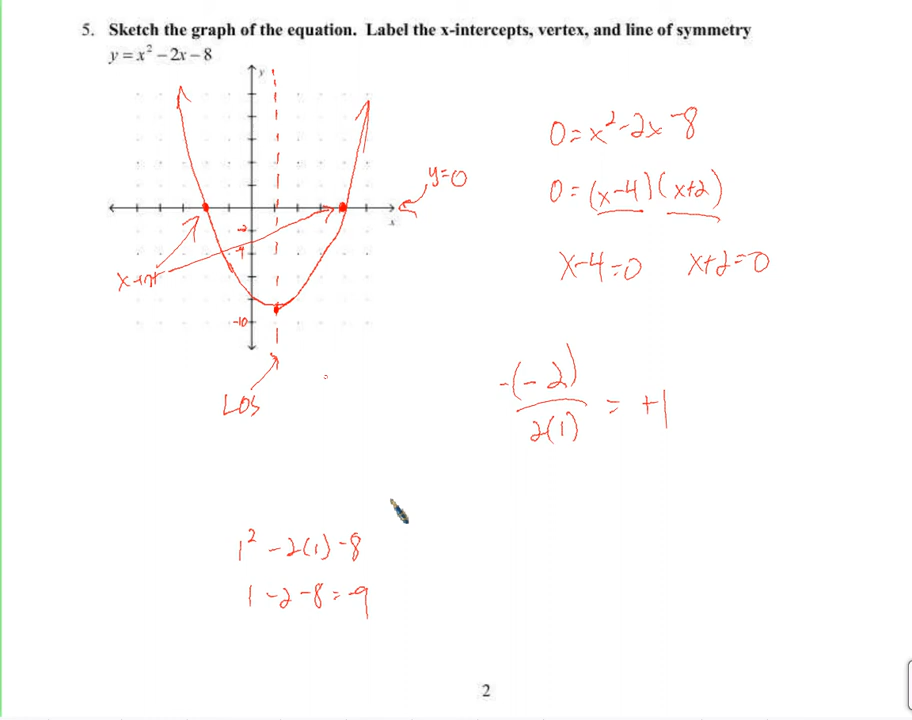 5. Sketch the graph of the equation. Label the x-intercepts, vertex, and line of symmetry
y = x² – 2x – 8
y
0 = x² - 2x - 8
y=0
0 = (x-4)(x+2)
x
-2
-4
x-int
x-4=0 x+2=0
-10
LOS
-(-2)
2(1)
= +1
1² - 2(1) - 8
1 - 2 - 8 = -9
2